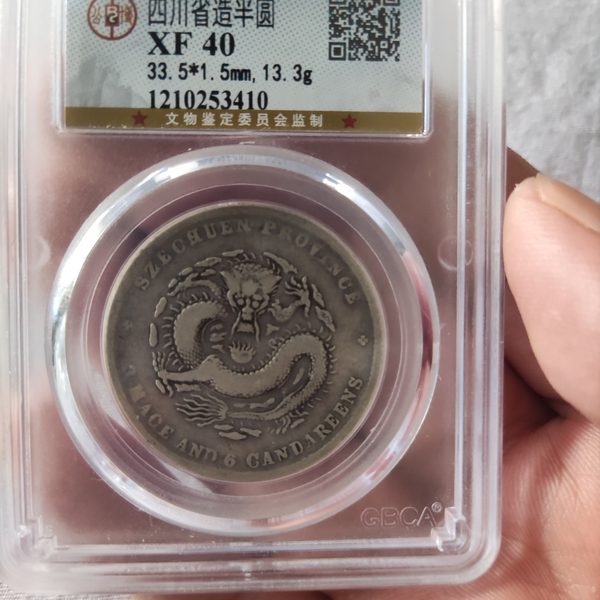 四川省造半圆
XF 40
33.5*1.5mm,13.3g
1210253410
文物鉴定委员会监制
SZECHUEN PROVINCE
3 MACE AND 6 CANDAREENS
GBCA®